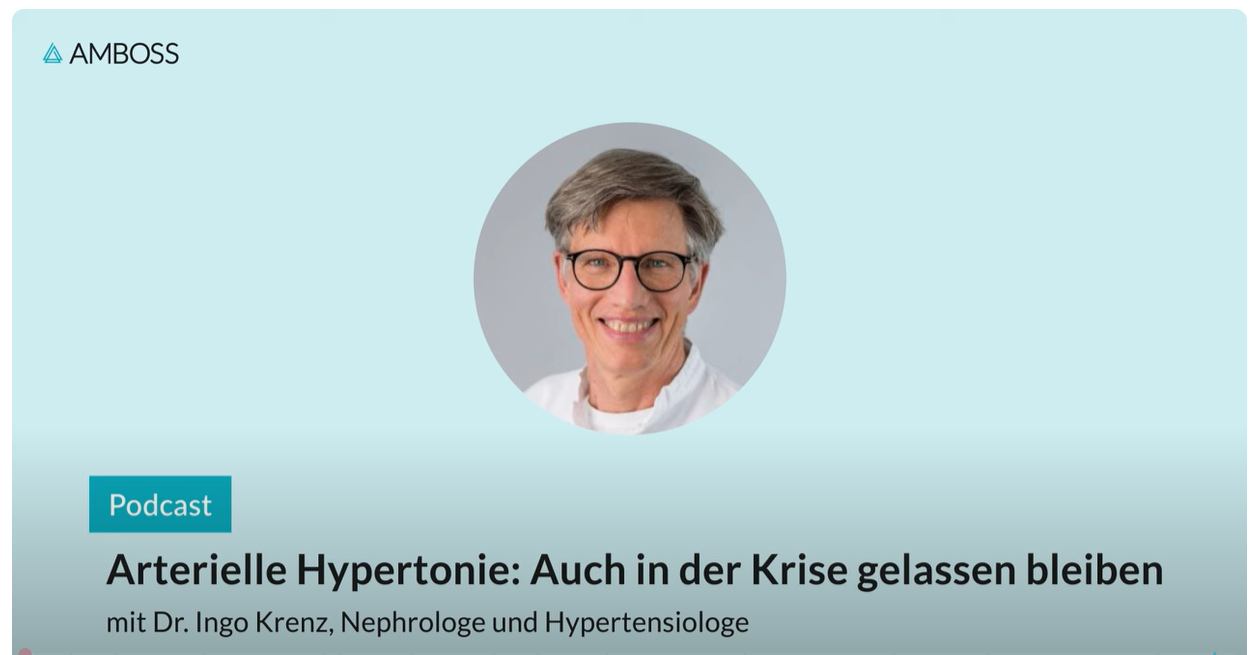 AMBOSS
Podcast
Arterielle Hypertonie: Auch in der Krise gelassen bleiben
mit Dr. Ingo Krenz, Nephrologe und Hypertensiologe